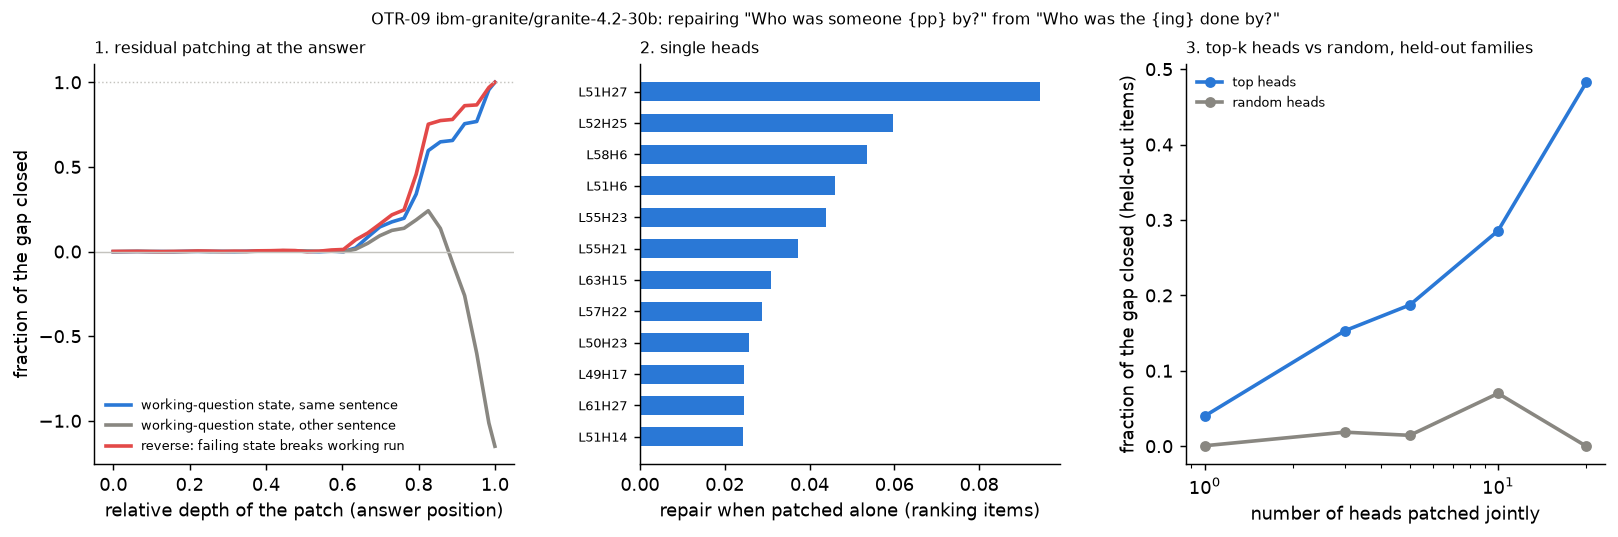 OTR-09 ibm-granite/granite-4.2-30b: repairing "Who was someone {pp} by?" from "Who was the {ing} done by?"
1. residual patching at the answer
fraction of the gap closed
1.0
0.5
0.0
−0.5
−1.0
working-question state, same sentence
working-question state, other sentence
reverse: failing state breaks working run
0.0 0.2 0.4 0.6 0.8 1.0
relative depth of the patch (answer position)
2. single heads
L51H27
L52H25
L58H6
L51H6
L55H23
L55H21
L63H15
L57H22
L50H23
L49H17
L61H27
L51H14
0.00 0.02 0.04 0.06 0.08
repair when patched alone (ranking items)
3. top-k heads vs random, held-out families
fraction of the gap closed (held-out items)
0.5
0.4
0.3
0.2
0.1
0.0
top heads
random heads
10⁰ 10¹
number of heads patched jointly